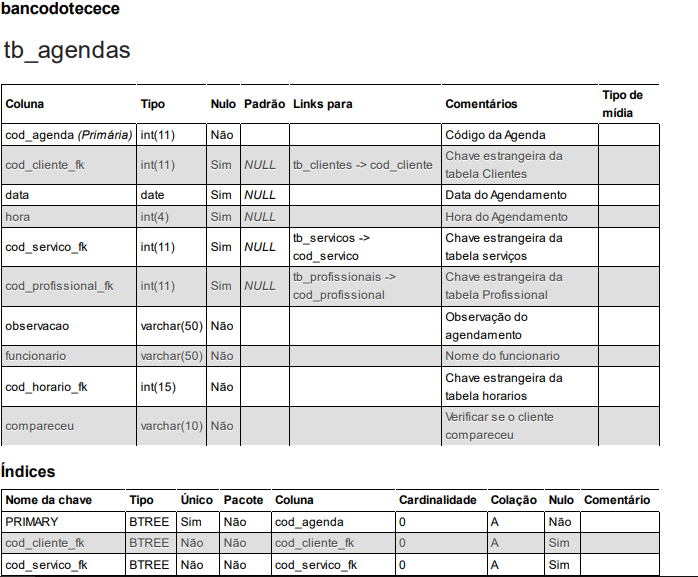 bancodotecece
tb_agendas
Coluna Tipo Nulo Padrão Links para Comentários Tipo de mídia
cod_agenda (Primária) int(11) Não Código da Agenda
cod_cliente_fk int(11) Sim NULL tb_clientes -> cod_cliente Chave estrangeira da tabela Clientes
data date Sim NULL Data do Agendamento
hora int(4) Sim NULL Hora do Agendamento
cod_servico_fk int(11) Sim NULL tb_servicos -> cod_servico Chave estrangeira da tabela serviços
cod_profissional_fk int(11) Sim NULL tb_profissionais -> cod_profissional Chave estrangeira da tabela Profissional
observacao varchar(50) Não Observação do agendamento
funcionario varchar(50) Não Nome do funcionario
cod_horario_fk int(15) Não Chave estrangeira da tabela horarios
compareceu varchar(10) Não Verificar se o cliente compareceu
Índices
Nome da chave Tipo Único Pacote Coluna Cardinalidade Colação Nulo Comentário
PRIMARY BTREE Sim Não cod_agenda 0 A Não
cod_cliente_fk BTREE Não Não cod_cliente_fk 0 A Sim
cod_servico_fk BTREE Não Não cod_servico_fk 0 A Sim